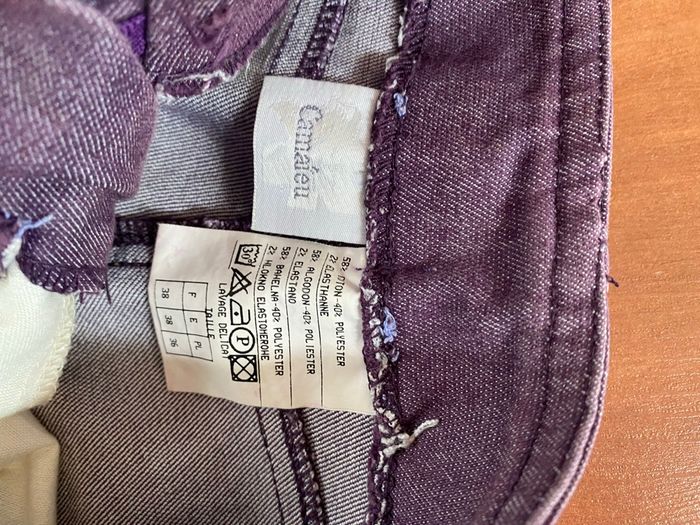 Camaïeu
58% COTON-40% POLYESTER
2% ELASTHANNE
58% ALGODON-40% POLIESTER
2% ELASTANO
58% BAWELNA-40% POLYESTER
2% WLOKNO ELASTOMEROWE
30°
P
LAVAGE DELICA
TAILLE
F E PL
38 38 36